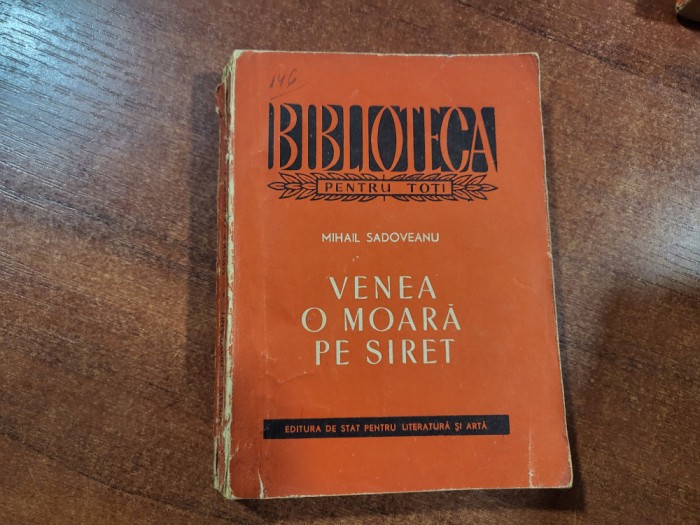 146
BIBLIOTECA
PENTRU TOȚI
MIHAIL SADOVEANU
VENEA
O MOARĂ
PE SIRET
EDITURA DE STAT PENTRU LITERATURĂ ȘI ARTĂ